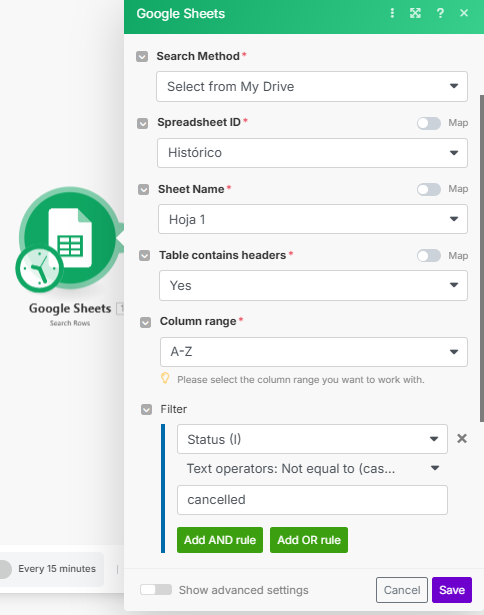 Google Sheets
Search Method*
Select from My Drive
Spreadsheet ID*
Map
Histórico
Sheet Name*
Map
Hoja 1
Table contains headers*
Map
Yes
Column range*
A-Z
Please select the column range you want to work with.
Filter
Status (I)
Text operators: Not equal to (cas...
cancelled
Add AND rule
Add OR rule
Show advanced settings
Cancel
Save
Google Sheets
Search Rows
Every 15 minutes